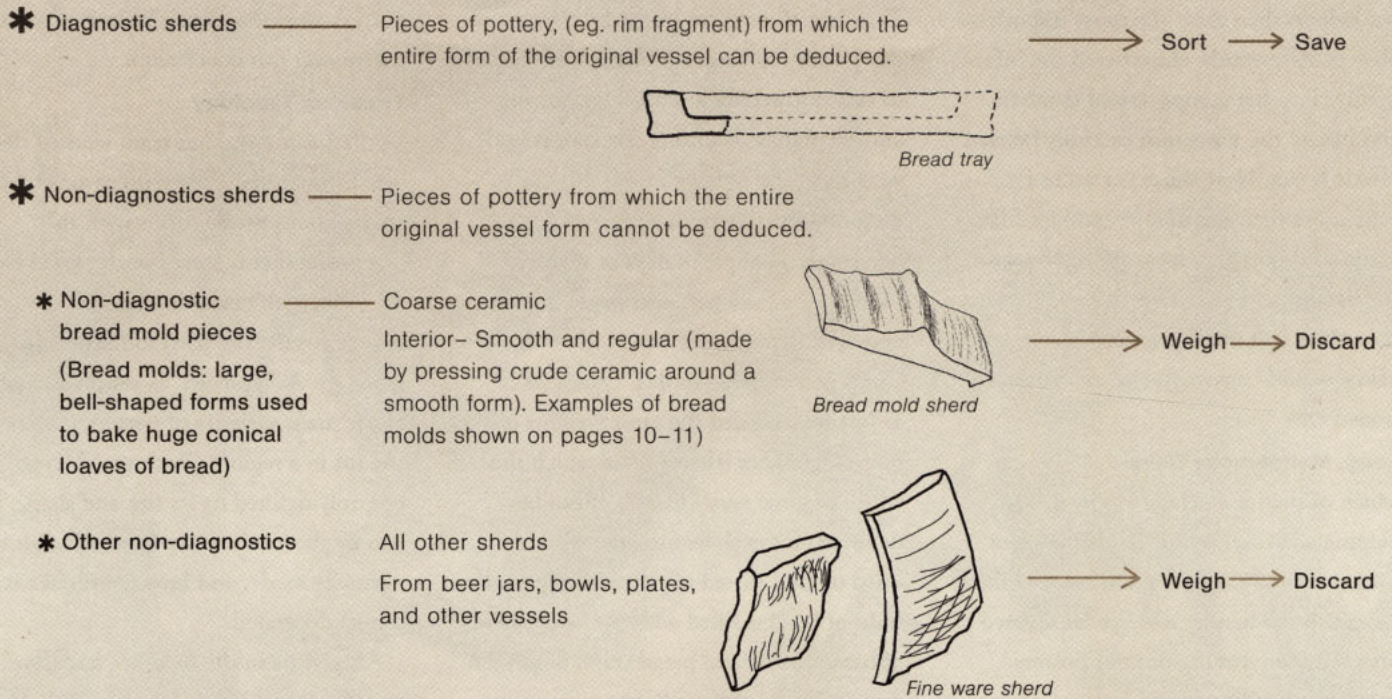 * Diagnostic sherds
Pieces of pottery, (eg. rim fragment) from which the
entire form of the original vessel can be deduced.
Sort
Save
Bread tray
* Non-diagnostics sherds
Pieces of pottery from which the entire
original vessel form cannot be deduced.
* Non-diagnostic
bread mold pieces
(Bread molds: large,
bell-shaped forms used
to bake huge conical
loaves of bread)
Coarse ceramic
Interior– Smooth and regular (made
by pressing crude ceramic around a
smooth form). Examples of bread
molds shown on pages 10–11)
Bread mold sherd
Weigh
Discard
* Other non-diagnostics
All other sherds
From beer jars, bowls, plates,
and other vessels
Fine ware sherd
Weigh
Discard